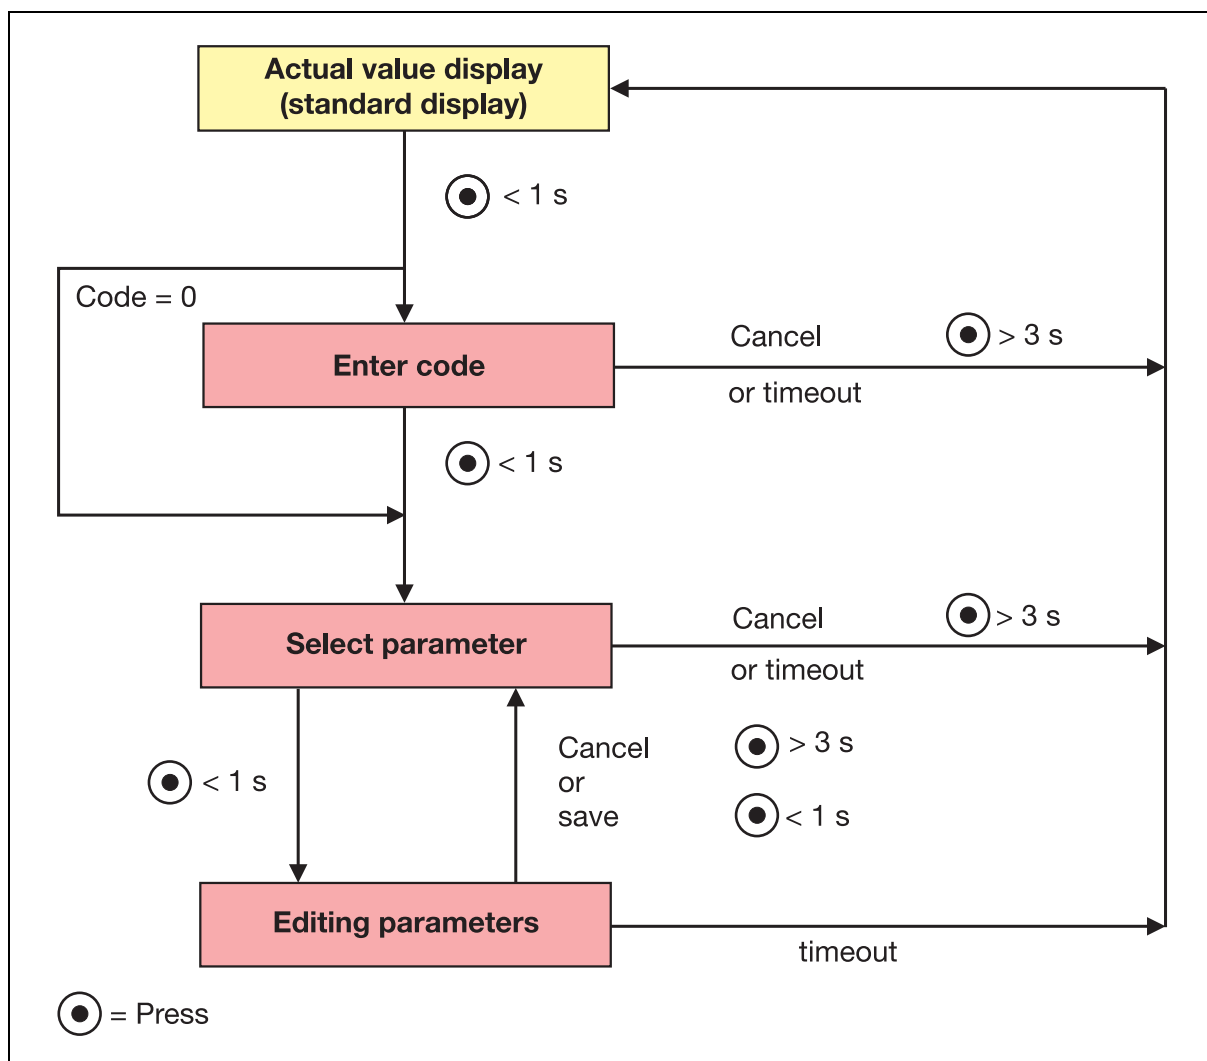 Actual value display
(standard display)
< 1 s
Code = 0
Enter code
Cancel
> 3 s
or timeout
< 1 s
Select parameter
Cancel
> 3 s
or timeout
< 1 s
Cancel
or
save
> 3 s
< 1 s
Editing parameters
timeout
= Press